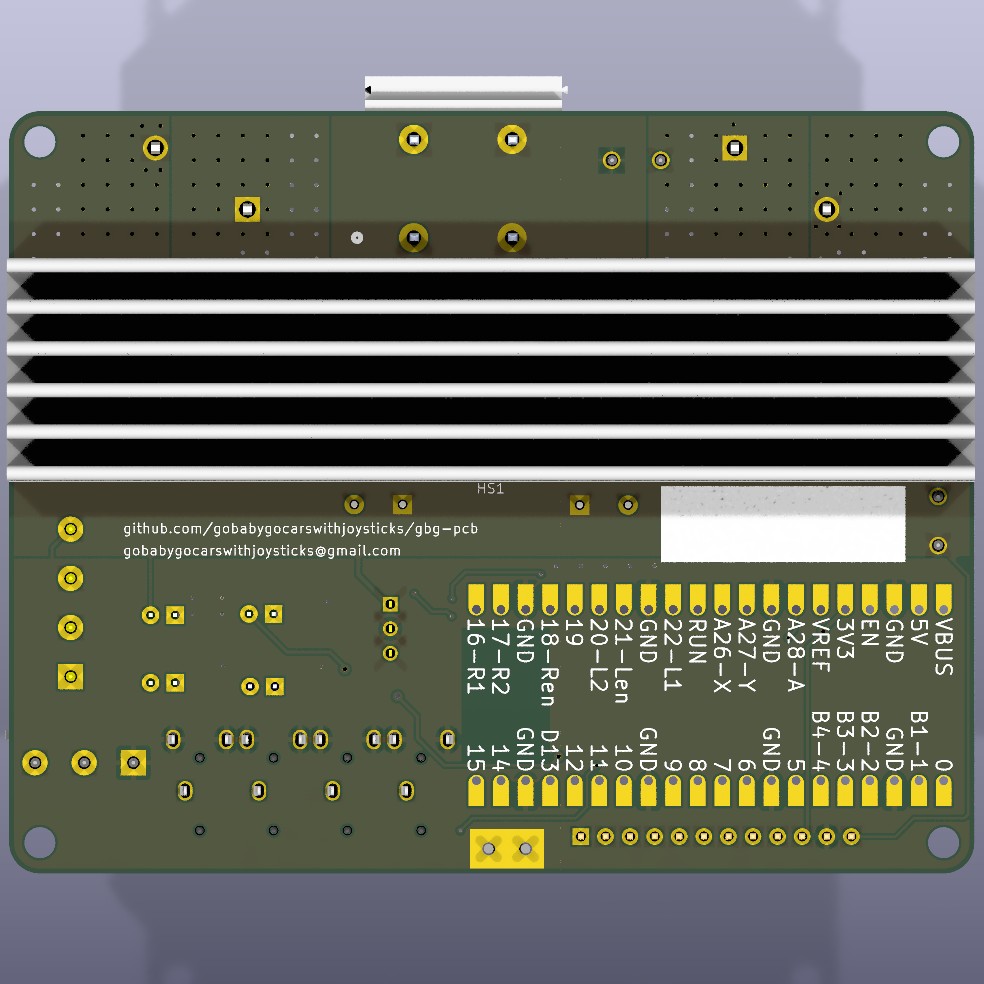 HS1
github.com/gobabygocarswithjoysticks/gbg-pcb
gobabygocarswithjoysticks@gmail.com
16-R1
17-R2
GND
18-Ren
19
20-L2
21-Len
GND
22-L1
RUN
A26-X
A27-Y
GND
A28-A
VREF
3V3
EN
GND
5V
VBUS
15
14
GND
D13
12
11
10
GND
9
8
7
6
GND
5
B4-4
B3-3
B2-2
GND
B1-1
0